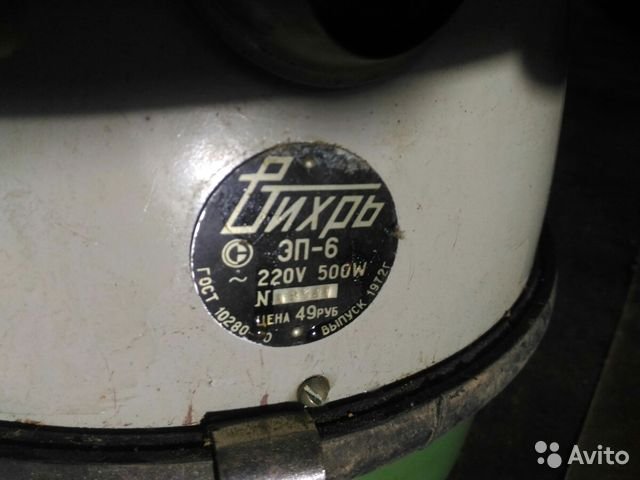 Вихрь
ЭП-6
~ 220V 500W
N
ЦЕНА 49РУБ
ГОСТ 10280-
ВЫПУСК 1972Г
Avito